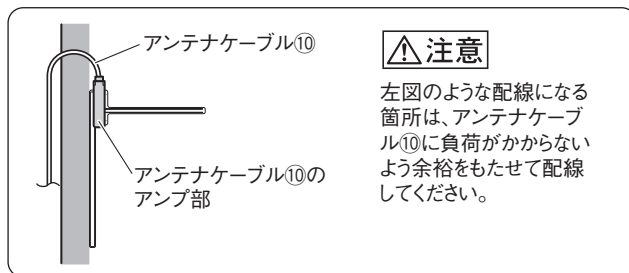 アンテナケーブル⑩
アンテナケーブル⑩の
アンプ部
注意
左図のような配線になる
箇所は、アンテナケーブ
ル⑩に負荷がかからない
よう余裕をもたせて配線
してください。